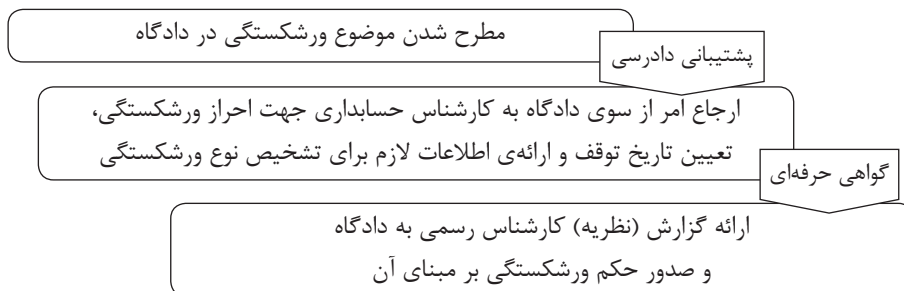 مطرح شدن موضوع ورشکستگی در دادگاه
پشتیبانی دادرسی
ارجاع امر از سوی دادگاه به کارشناس حسابداری جهت احراز ورشکستگی،
تعیین تاریخ توقف و ارائه‌ی اطلاعات لازم برای تشخیص نوع ورشکستگی
گواهی حرفه‌ای
ارائه گزارش (نظریه) کارشناس رسمی به دادگاه
و صدور حکم ورشکستگی بر مبنای آن